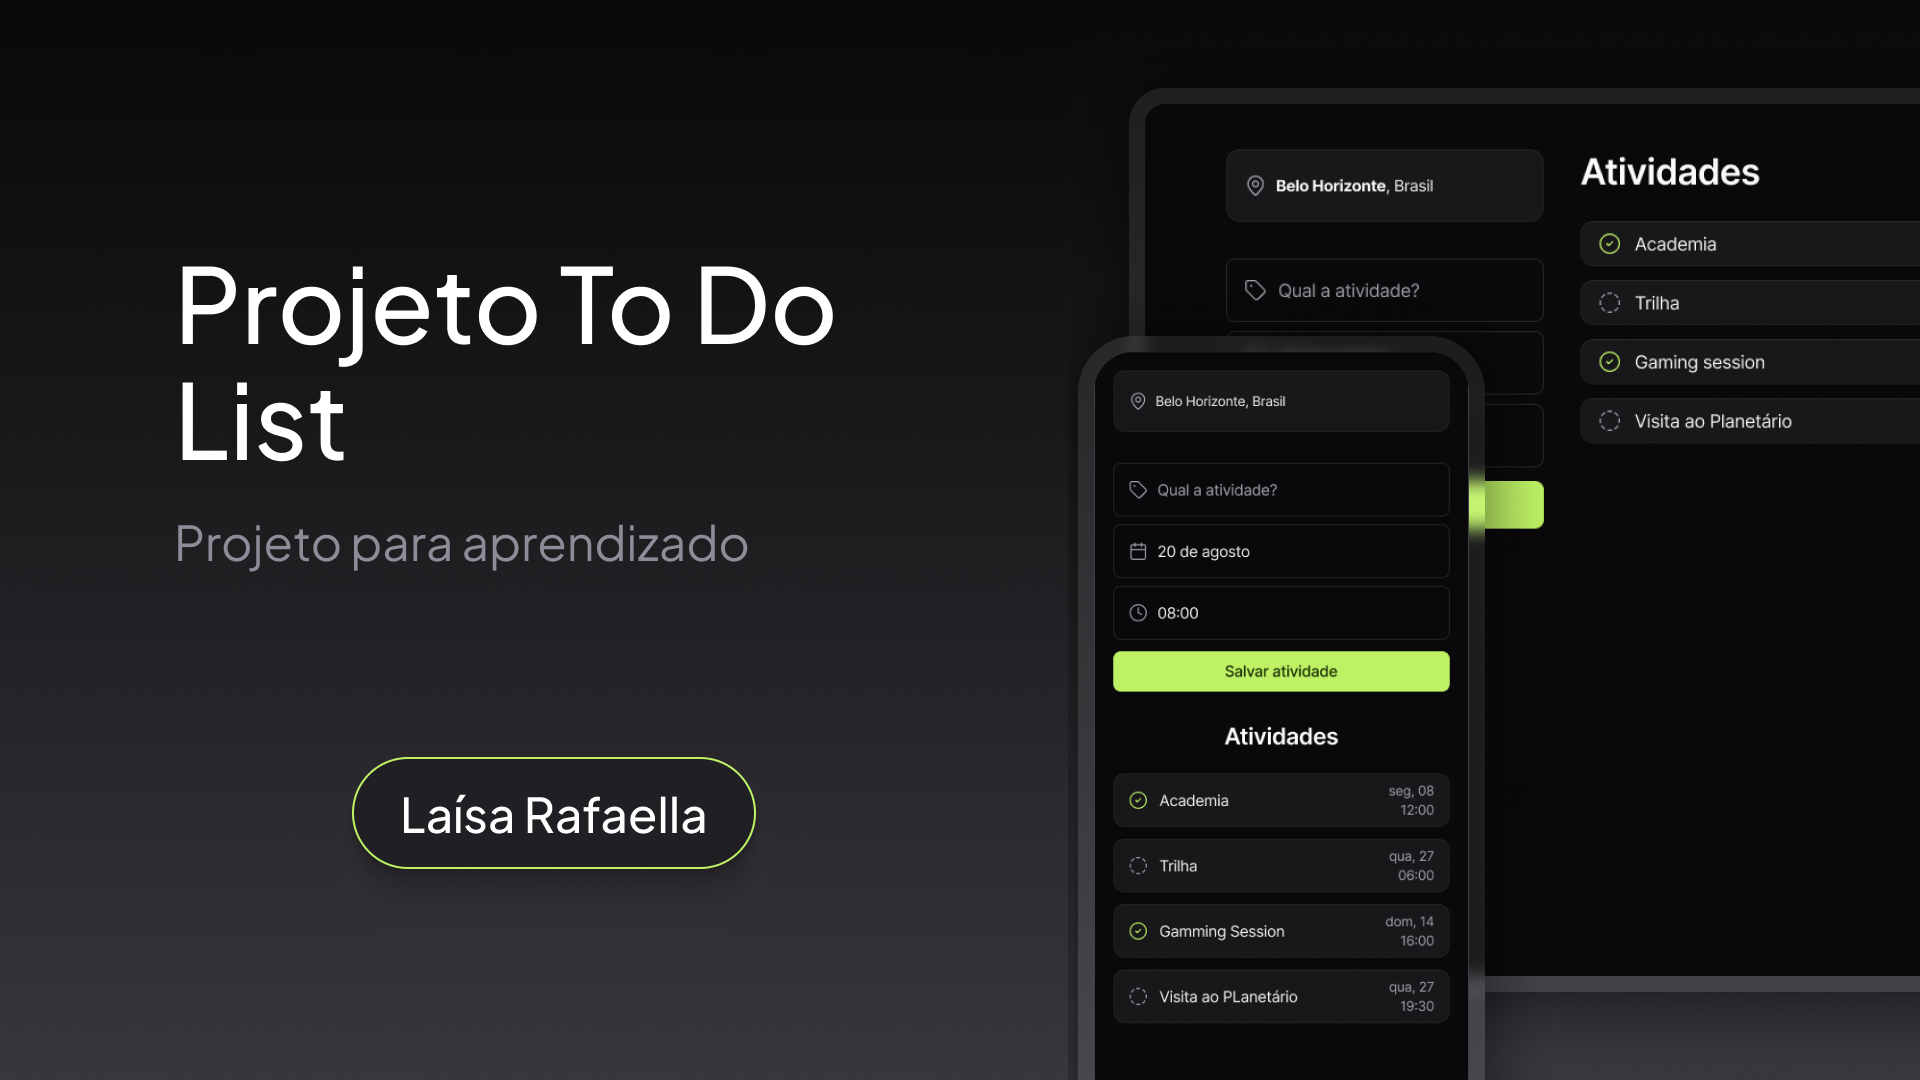 Projeto To Do
List
Projeto para aprendizado
Laísa Rafaella
Belo Horizonte, Brasil
Qual a atividade?
Atividades
Academia
Trilha
Gaming session
Visita ao Planetário
Belo Horizonte, Brasil
Qual a atividade?
20 de agosto
08:00
Salvar atividade
Atividades
Academia
seg, 08
12:00
Trilha
qua, 27
06:00
Gamming Session
dom, 14
16:00
Visita ao PLanetário
qua, 27
19:30